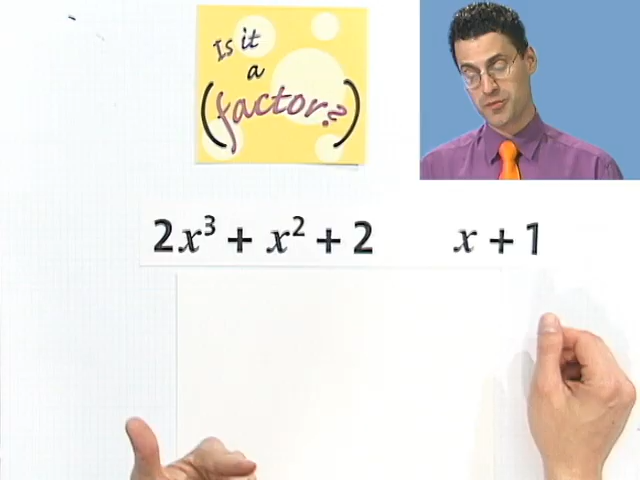 Is it
a
(factor?)
2x³ + x² + 2 x + 1